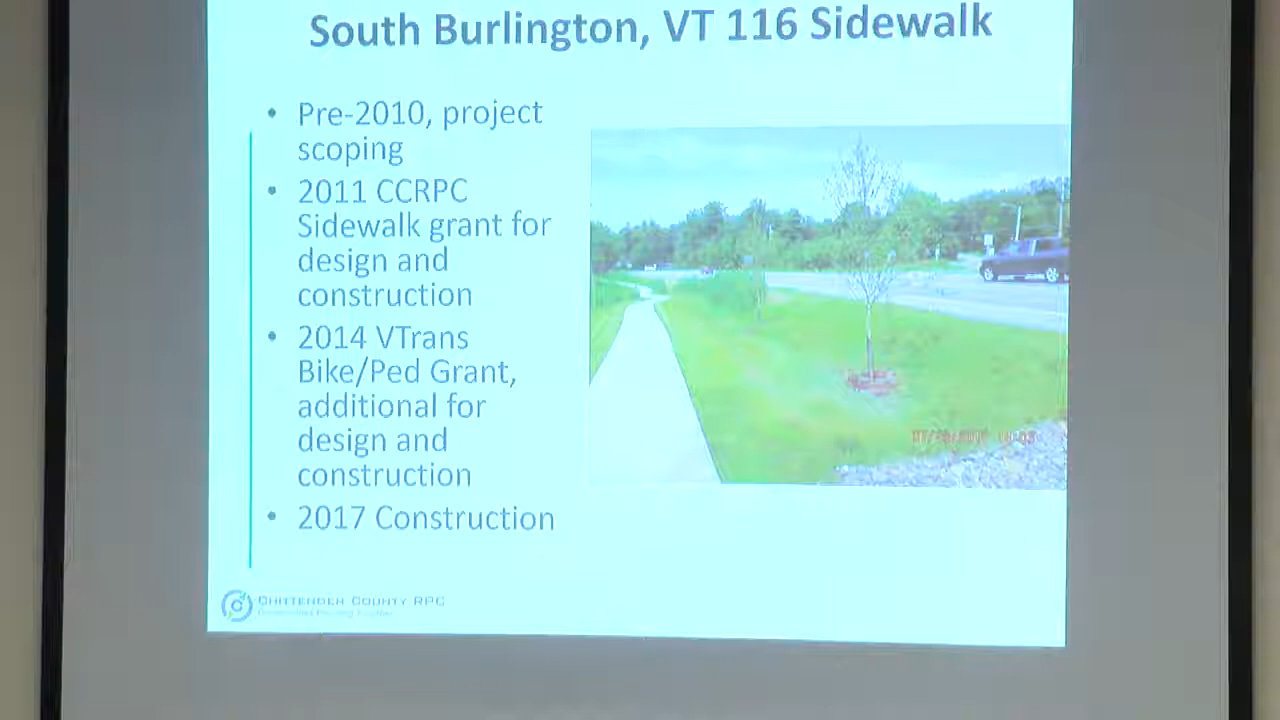 South Burlington, VT 116 Sidewalk
• Pre-2010, project
scoping
• 2011 CCRPC
Sidewalk grant for
design and
construction
• 2014 VTrans
Bike/Ped Grant,
additional for
design and
construction
• 2017 Construction
CHITTENDEN COUNTY RPC